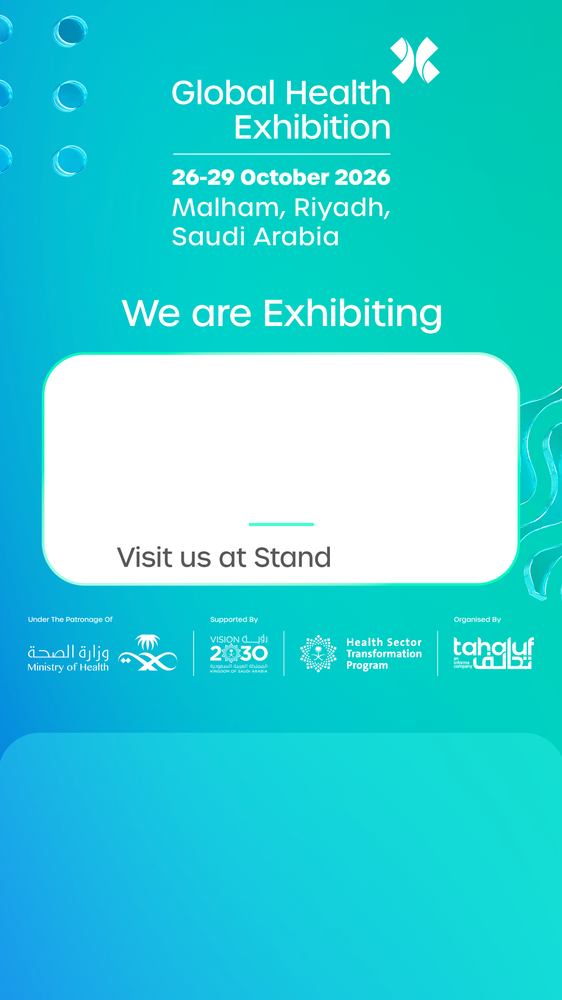 Global Health
Exhibition
26-29 October 2026
Malham, Riyadh,
Saudi Arabia
We are Exhibiting
Visit us at Stand
Under The Patronage Of
وزارة الصحة
Ministry of Health
Supported By
VISION رؤيــة
2030
المملكة العربية السعودية
KINGDOM OF SAUDI ARABIA
Health Sector
Transformation
Program
Organised By
tahaluf
تحالف
an
informa
company